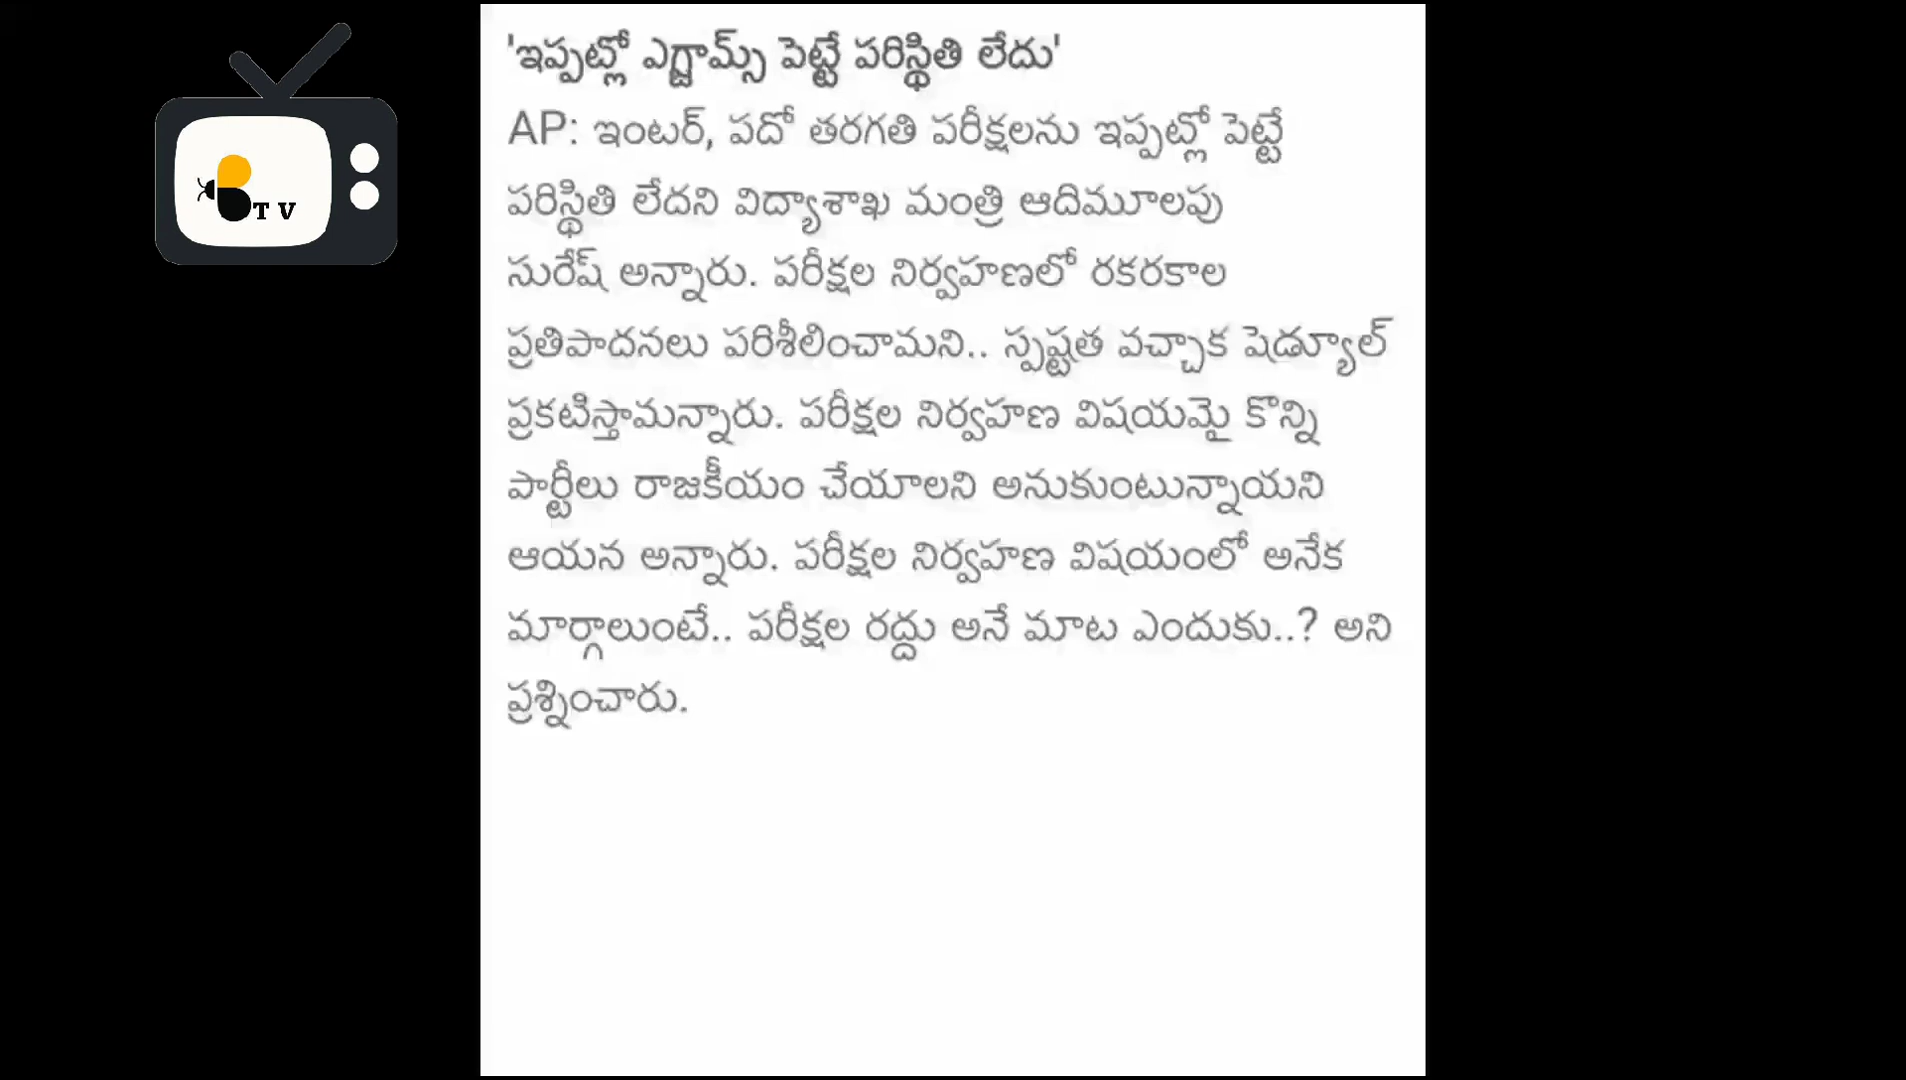 'ఇప్పట్లో ఎగ్జామ్స్ పెట్టే పరిస్థితి లేదు'
AP: ఇంటర్, పదో తరగతి పరీక్షలను ఇప్పట్లో పెట్టే
పరిస్థితి లేదని విద్యాశాఖ మంత్రి ఆదిమూలపు
సురేష్ అన్నారు. పరీక్షల నిర్వహణలో రకరకాల
ప్రతిపాదనలు పరిశీలించామని.. స్పష్టత వచ్చాక షెడ్యూల్
ప్రకటిస్తామన్నారు. పరీక్షల నిర్వహణ విషయమై కొన్ని
పార్టీలు రాజకీయం చేయాలని అనుకుంటున్నాయని
ఆయన అన్నారు. పరీక్షల నిర్వహణ విషయంలో అనేక
మార్గాలుంటే.. పరీక్షల రద్దు అనే మాట ఎందుకు..? అని
ప్రశ్నించారు.
B TV